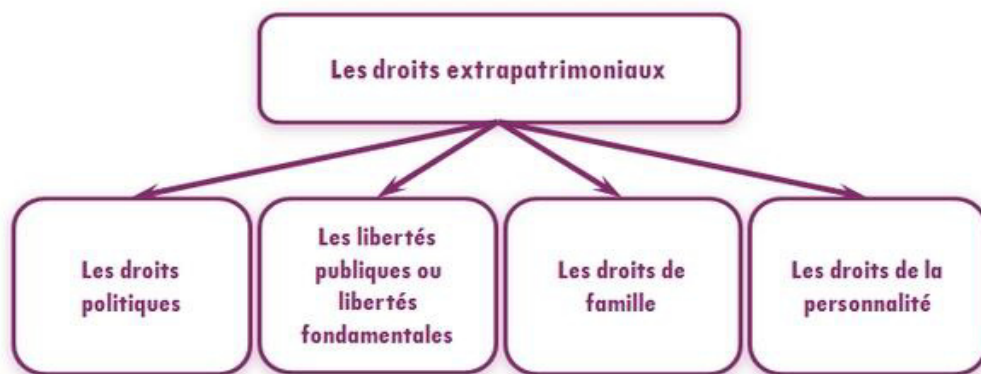 Les droits extrapatrimoniaux
Les droits
politiques
Les libertés
publiques ou
libertés
fondamentales
Les droits de
famille
Les droits de la
personnalité